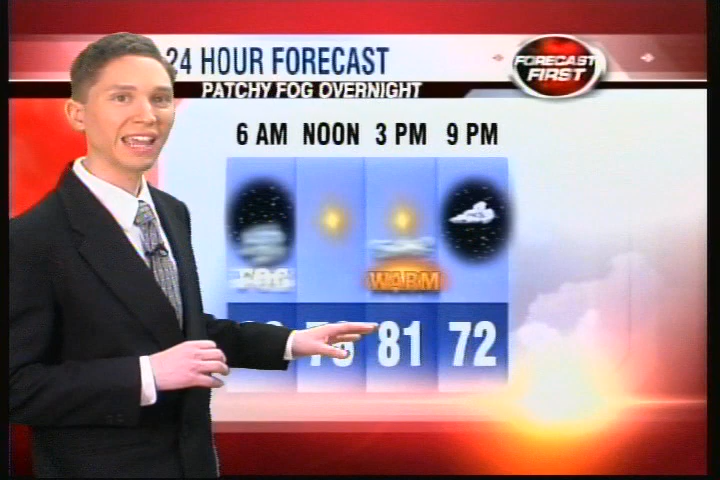 24 HOUR FORECAST
FORECAST
FIRST
PATCHY FOG OVERNIGHT
6 AM NOON 3 PM 9 PM
FOG
WARM
81 72